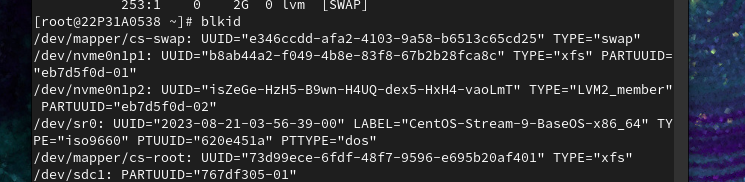 253:1 0 2G 0 lvm [SWAP]
[root@22P31A0538 ~]# blkid
/dev/mapper/cs-swap: UUID="e346ccdd-afa2-4103-9a58-b6513c65cd25" TYPE="swap"
/dev/nvme0n1p1: UUID="b8ab44a2-f049-4b8e-83f8-67b2b28fca8c" TYPE="xfs" PARTUUID=
"eb7d5f0d-01"
/dev/nvme0n1p2: UUID="isZeGe-HzH5-B9wn-H4UQ-dex5-HxH4-vaoLmT" TYPE="LVM2_member"
PARTUUID="eb7d5f0d-02"
/dev/sr0: UUID="2023-08-21-03-56-39-00" LABEL="CentOS-Stream-9-BaseOS-x86_64" TY
PE="iso9660" PTUUID="620e451a" PTTYPE="dos"
/dev/mapper/cs-root: UUID="73d99ece-6fdf-48f7-9596-e695b20af401" TYPE="xfs"
/dev/sdc1: PARTUUID="767df305-01"